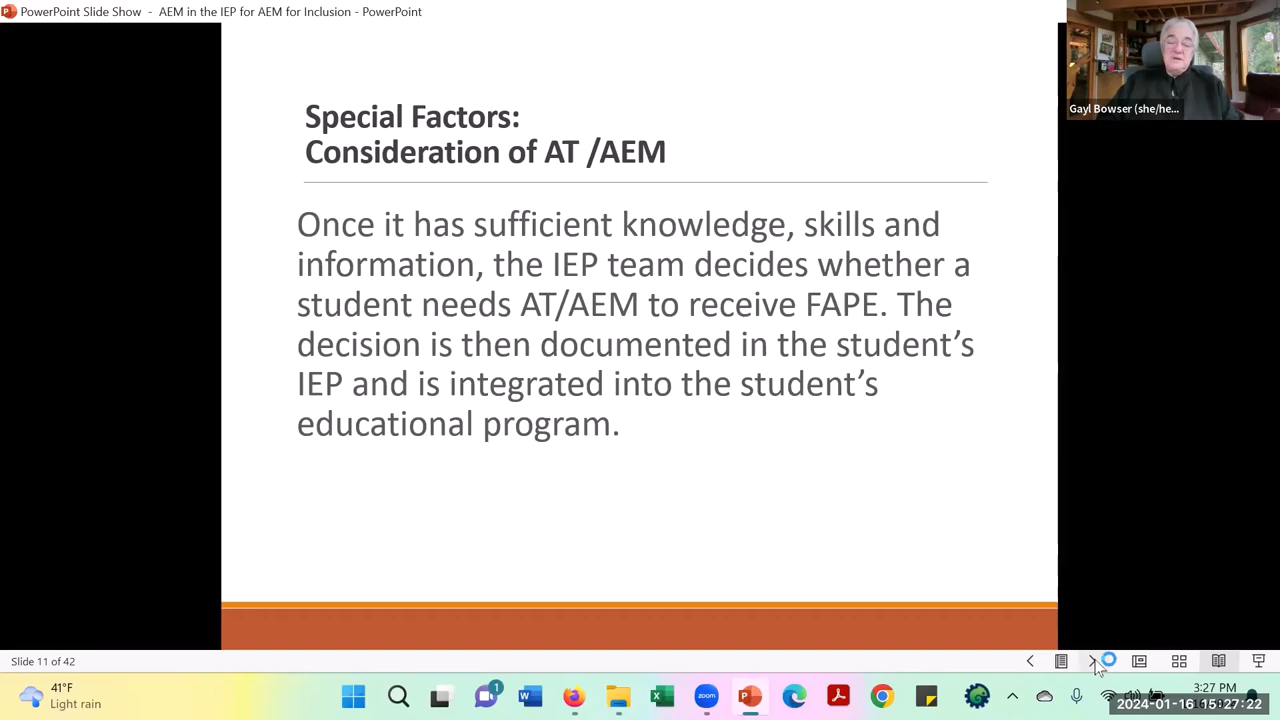 PowerPoint Slide Show - AEM in the IEP for AEM for Inclusion - PowerPoint
Gayl Bowser (she/he...
Special Factors:
Consideration of AT /AEM
Once it has sufficient knowledge, skills and
information, the IEP team decides whether a
student needs AT/AEM to receive FAPE. The
decision is then documented in the student’s
IEP and is integrated into the student’s
educational program.
Slide 11 of 42
41°F
Light rain
1
zoom
3:27 PM
2024-01-16 15:27:22